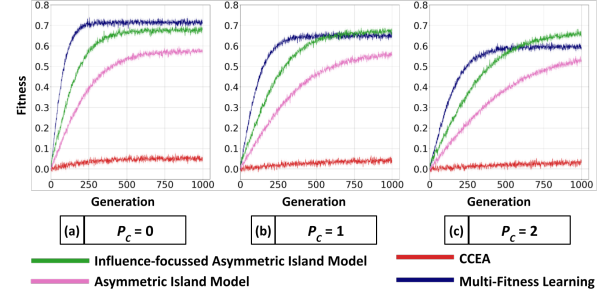 0.8 0.8 0.8
0.7 0.7 0.7
0.6 0.6 0.6
0.5 0.5 0.5
0.4 0.4 0.4
0.3 0.3 0.3
0.2 0.2 0.2
0.1 0.1 0.1
0.0 0.0 0.0
Fitness
0 250 500 750 1000 0 250 500 750 1000 0 250 500 750 1000
Generation Generation Generation
(a) P_C = 0 (b) P_C = 1 (c) P_C = 2
Influence-focussed Asymmetric Island Model CCEA
Asymmetric Island Model Multi-Fitness Learning